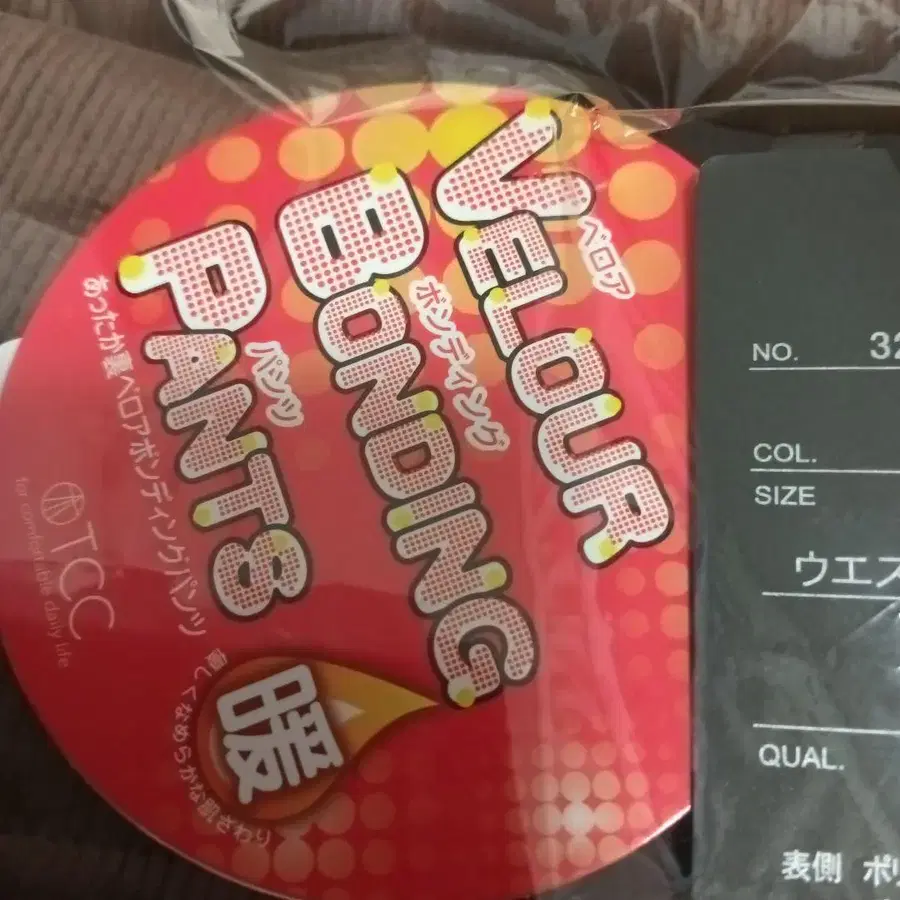 VELOUR
ベロア
BONDING
ボンディング
PANTS
パンツ
あったか裏ベロアボンディングパンツ
暖
優しくなめらかな肌ざわり
TCC
for comfortable daily life
NO. 32
COL.
SIZE
ウエス
QUAL.
表側 ポリ